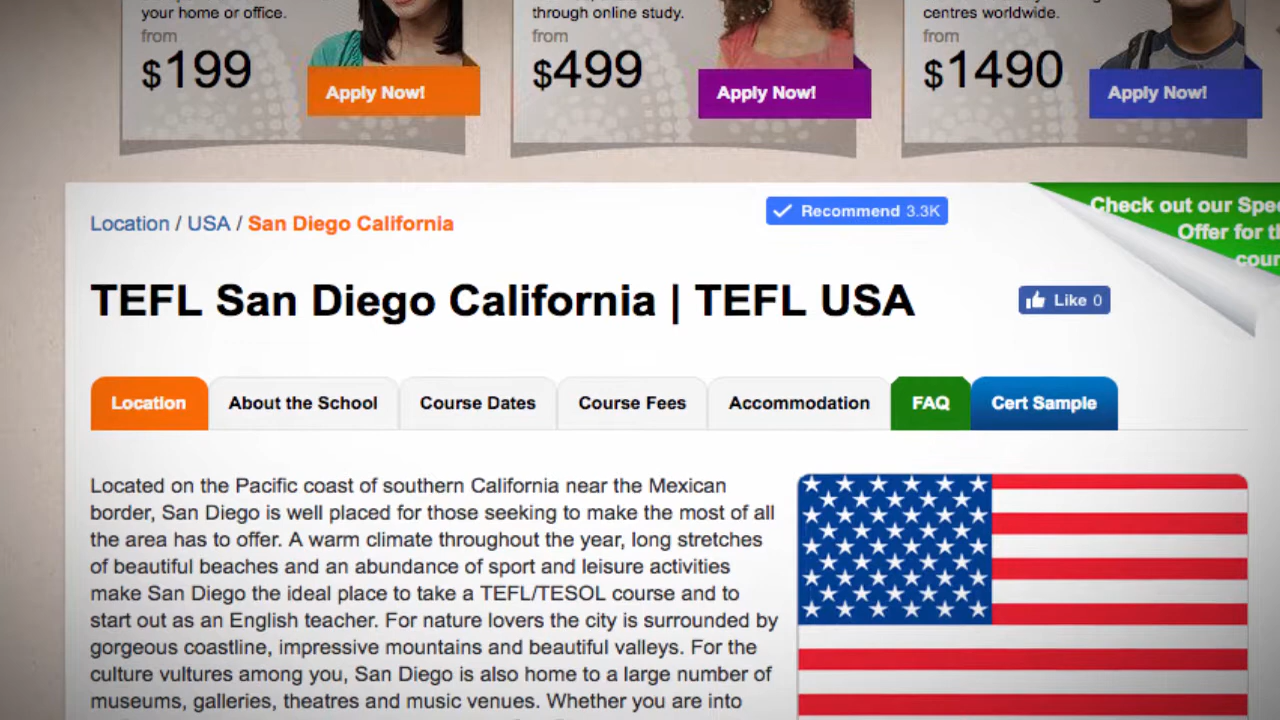 your home or office.
from
$199
Apply Now!
through online study.
from
$499
Apply Now!
centres worldwide.
from
$1490
Apply Now!
Location / USA / San Diego California
Recommend 3.3K
Check out our
Offer for
TEFL San Diego California | TEFL USA
Like 0
Location
About the School
Course Dates
Course Fees
Accommodation
FAQ
Cert Sample
Located on the Pacific coast of southern California near the Mexican
border, San Diego is well placed for those seeking to make the most of all
the area has to offer. A warm climate throughout the year, long stretches
of beautiful beaches and an abundance of sport and leisure activities
make San Diego the ideal place to take a TEFL/TESOL course and to
start out as an English teacher. For nature lovers the city is surrounded by
gorgeous coastline, impressive mountains and beautiful valleys. For the
culture vultures among you, San Diego is also home to a large number of
museums, galleries, theatres and music venues. Whether you are into